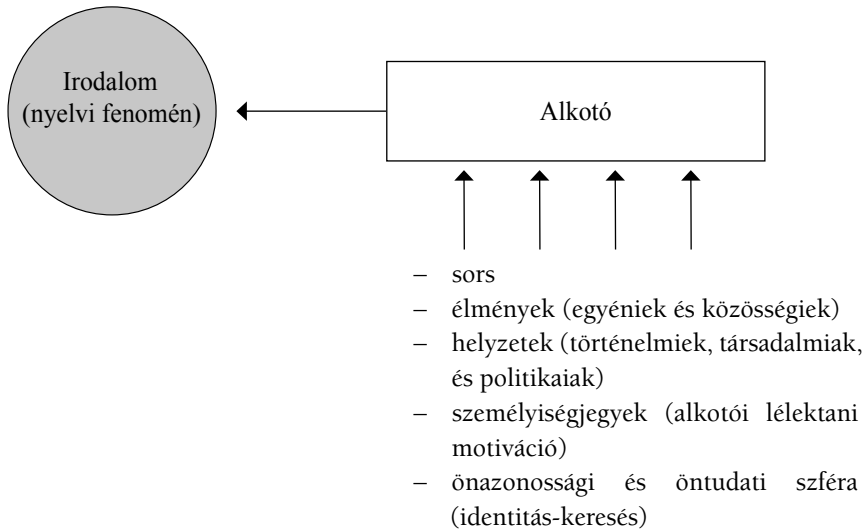 Irodalom
(nyelvi fenomén)
Alkotó
– sors
– élmények (egyéniek és közösségiek)
– helyzetek (történelmiek, társadalmiak,
és politikaiak)
– személyiségjegyek (alkotói lélektani
motiváció)
– önazonossági és öntudati szféra
(identitás-keresés)